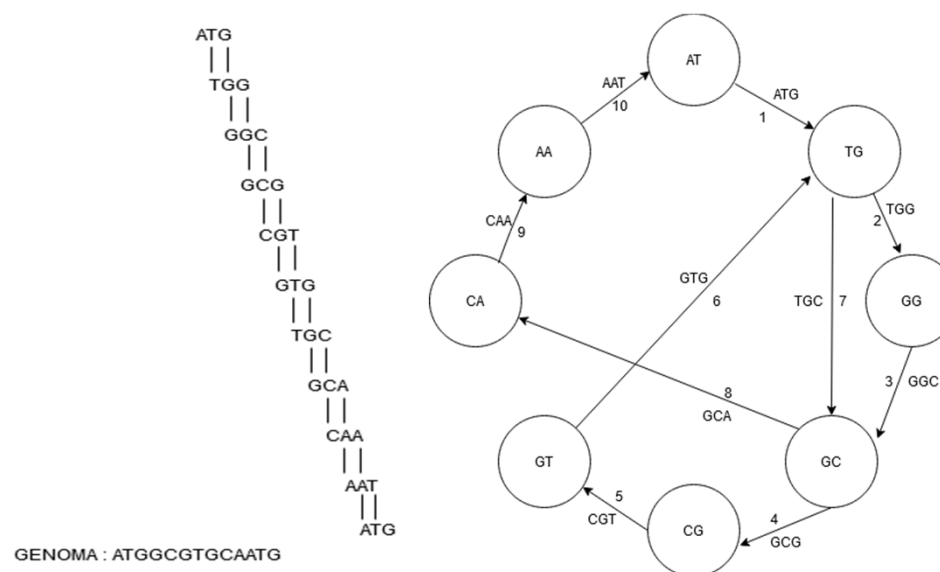 ATG
TGG
GGC
GCG
CGT
GTG
TGC
GCA
CAA
AAT
ATG
GENOMA : ATGGCGTGCAATG
AT
AAT
10
ATG
1
AA
TG
CAA
9
TGG
2
GTG
6
TGC 7
CA
GG
3 GGC
8
GCA
GT
GC
5
CGT
CG
4
GCG